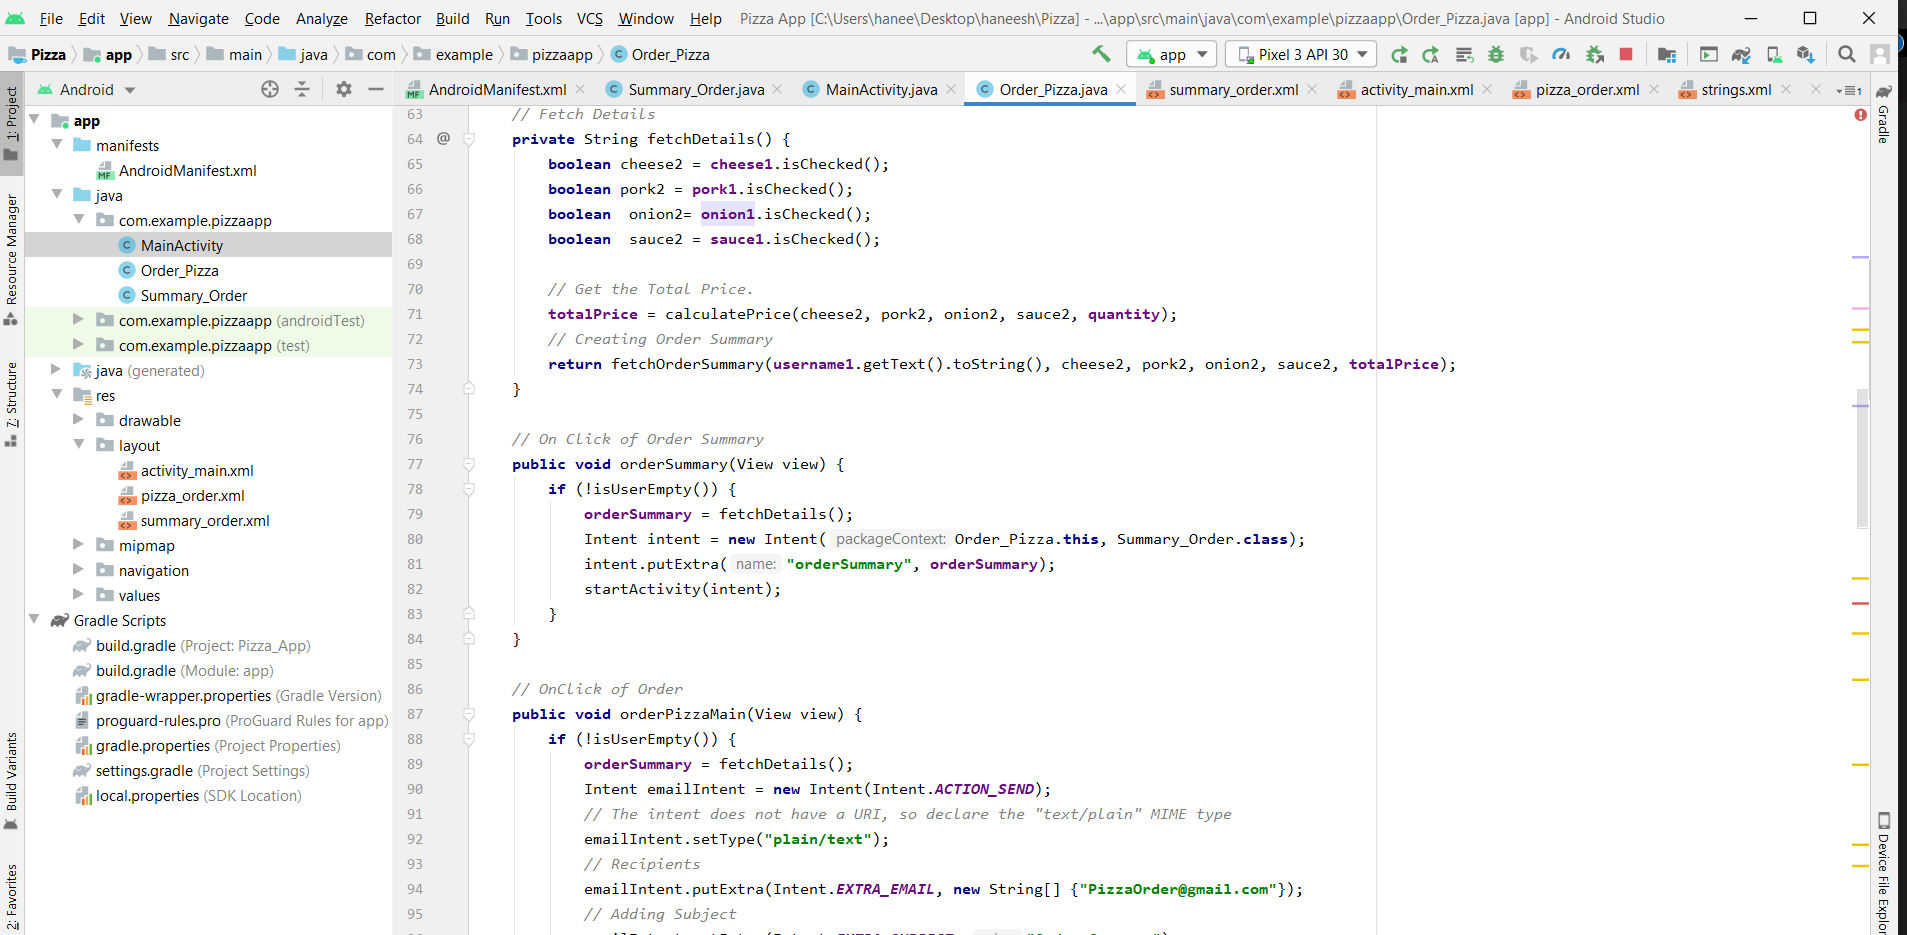 File Edit View Navigate Code Analyze Refactor Build Run Tools VCS Window Help Pizza App [C:\Users\hanee\Desktop\haneesh\Pizza] - ...\app\src\main\java\com\example\pizzaapp\Order_Pizza.java [app] - Android Studio
Pizza app src main java com example pizzaapp Order_Pizza app Pixel 3 API 30
Android AndroidManifest.xml Summary_Order.java MainActivity.java Order_Pizza.java summary_order.xml activity_main.xml pizza_order.xml strings.xml
1: Project
Resource Manager
7: Structure
Build Variants
2: Favorites
app
manifests
AndroidManifest.xml
java
com.example.pizzaapp
MainActivity
Order_Pizza
Summary_Order
com.example.pizzaapp (androidTest)
com.example.pizzaapp (test)
java (generated)
res
drawable
layout
activity_main.xml
pizza_order.xml
summary_order.xml
mipmap
navigation
values
Gradle Scripts
build.gradle (Project: Pizza_App)
build.gradle (Module: app)
gradle-wrapper.properties (Gradle Version)
proguard-rules.pro (ProGuard Rules for app)
gradle.properties (Project Properties)
settings.gradle (Project Settings)
local.properties (SDK Location)
63 // Fetch Details
64 @ private String fetchDetails() {
65 boolean cheese2 = cheese1.isChecked();
66 boolean pork2 = pork1.isChecked();
67 boolean  onion2= onion1.isChecked();
68 boolean  sauce2 = sauce1.isChecked();
69
70 // Get the Total Price.
71 totalPrice = calculatePrice(cheese2, pork2, onion2, sauce2, quantity);
72 // Creating Order Summary
73 return fetchOrderSummary(username1.getText().toString(), cheese2, pork2, onion2, sauce2, totalPrice);
74 }
75
76 // On Click of Order Summary
77 public void orderSummary(View view) {
78 if (!isUserEmpty()) {
79 orderSummary = fetchDetails();
80 Intent intent = new Intent( packageContext: Order_Pizza.this, Summary_Order.class);
81 intent.putExtra( name: "orderSummary", orderSummary);
82 startActivity(intent);
83 }
84 }
85
86 // OnClick of Order
87 public void orderPizzaMain(View view) {
88 if (!isUserEmpty()) {
89 orderSummary = fetchDetails();
90 Intent emailIntent = new Intent(Intent.ACTION_SEND);
91 // The intent does not have a URI, so declare the "text/plain" MIME type
92 emailIntent.setType("plain/text");
93 // Recipients
94 emailIntent.putExtra(Intent.EXTRA_EMAIL, new String[] {"PizzaOrder@gmail.com"});
95 // Adding Subject
Gradle
Device File Explor